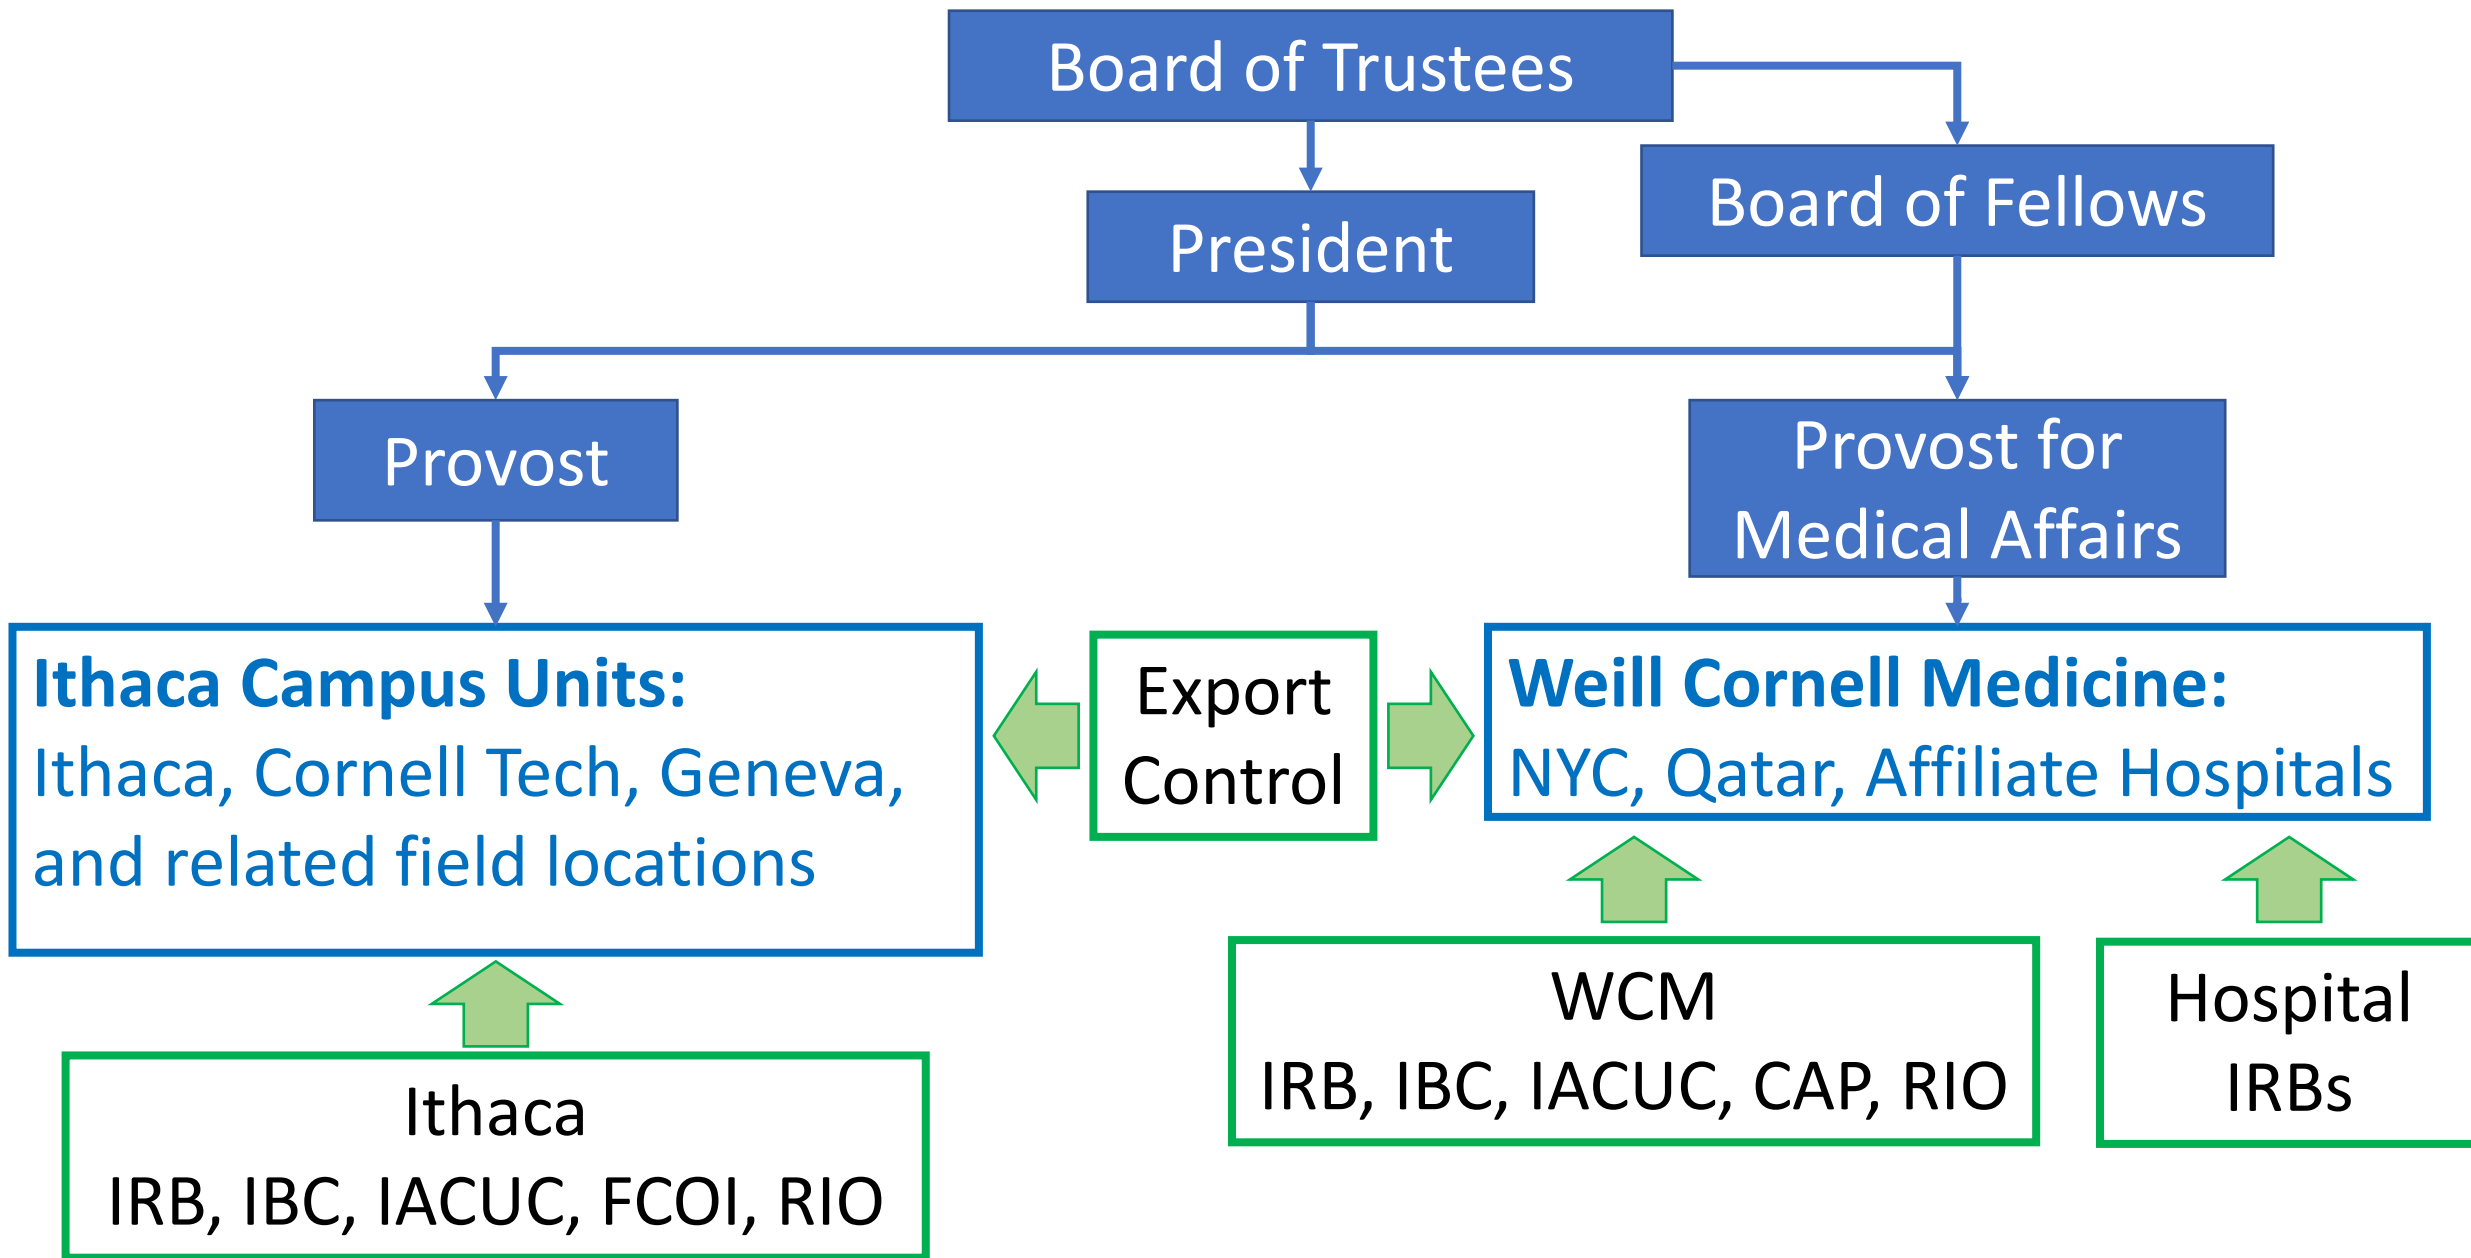 Board of Trustees
Board of Fellows
President
Provost
Provost for
Medical Affairs
Ithaca Campus Units:
Ithaca, Cornell Tech, Geneva,
and related field locations
Export
Control
Weill Cornell Medicine:
NYC, Qatar, Affiliate Hospitals
WCM
IRB, IBC, IACUC, CAP, RIO
Hospital
IRBs
Ithaca
IRB, IBC, IACUC, FCOI, RIO